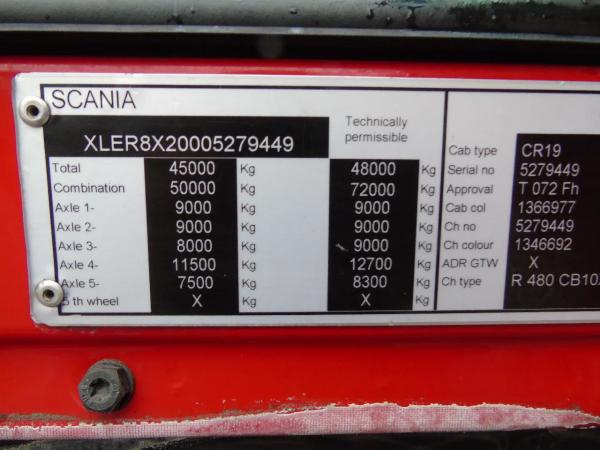 SCANIA
XLER8X20005279449
Technically
permissible
Total 45000 Kg 48000 Kg
Combination 50000 Kg 72000 Kg
Axle 1- 9000 Kg 9000 Kg
Axle 2- 9000 Kg 9000 Kg
Axle 3- 8000 Kg 9000 Kg
Axle 4- 11500 Kg 12700 Kg
Axle 5- 7500 Kg 8300 Kg
5 th wheel X Kg X Kg
Cab type CR19
Serial no 5279449
Approval T 072 Fh
Cab col 1366977
Ch no 5279449
Ch colour 1346692
ADR GTW X
Ch type R 480 CB10